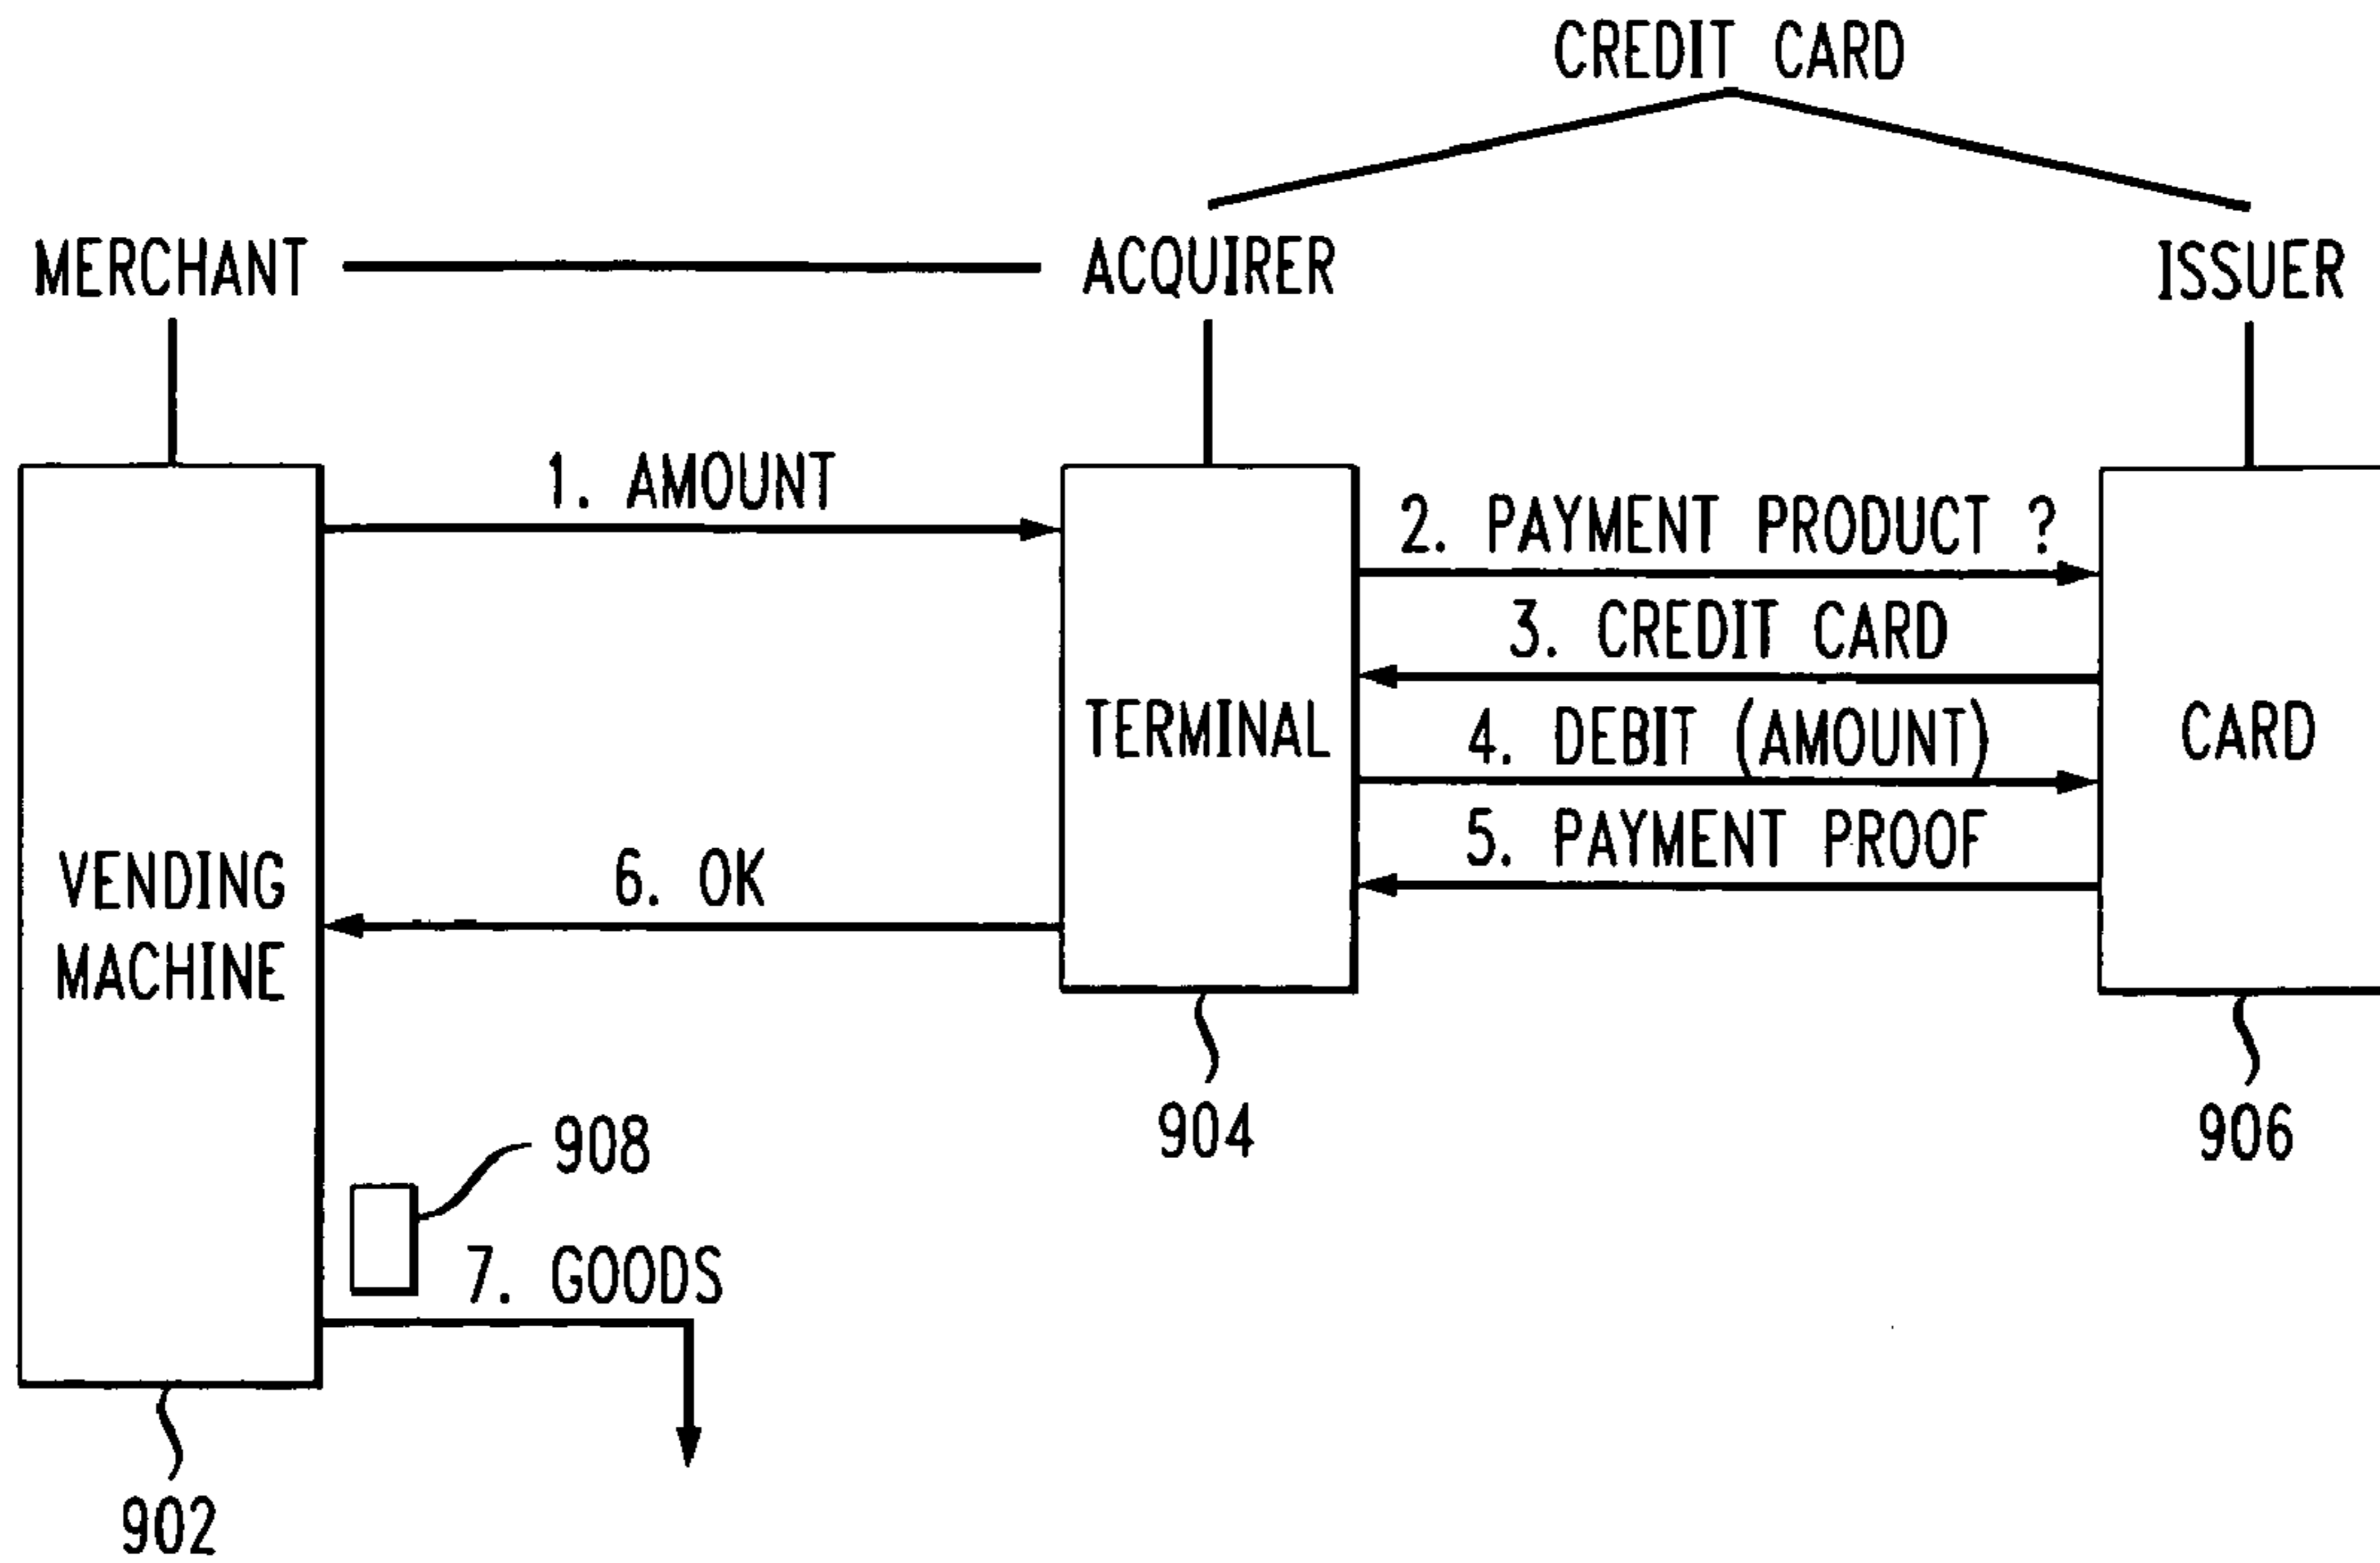 CREDIT CARD
MERCHANT
ACQUIRER
ISSUER
1. AMOUNT
2. PAYMENT PRODUCT ?
3. CREDIT CARD
4. DEBIT (AMOUNT)
5. PAYMENT PROOF
6. OK
7. GOODS
VENDING
MACHINE
TERMINAL
CARD
908
904
906
902